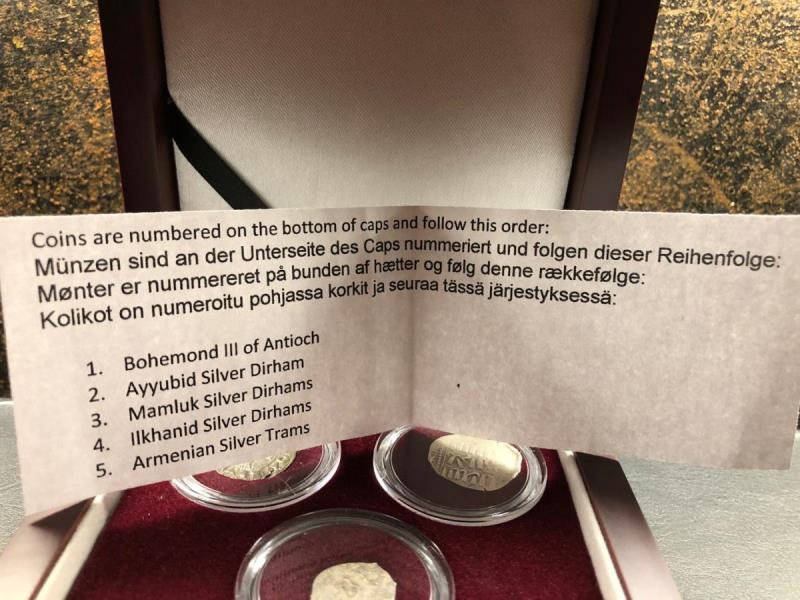 Coins are numbered on the bottom of caps and follow this order:
Münzen sind an der Unterseite des Caps nummeriert und folgen dieser Reihenfolge:
Mønter er nummereret på bunden af hætter og følg denne rækkefølge:
Kolikot on numeroitu pohjassa korkit ja seuraa tässä järjestyksessä:
1. Bohemond III of Antioch
2. Ayyubid Silver Dirham
3. Mamluk Silver Dirhams
4. Ilkhanid Silver Dirhams
5. Armenian Silver Trams